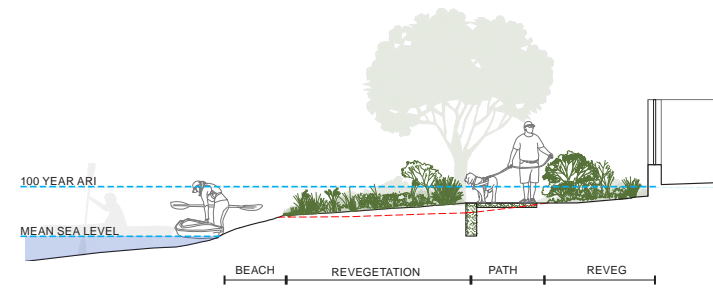 100 YEAR ARI
MEAN SEA LEVEL
BEACH
REVEGETATION
PATH
REVEG